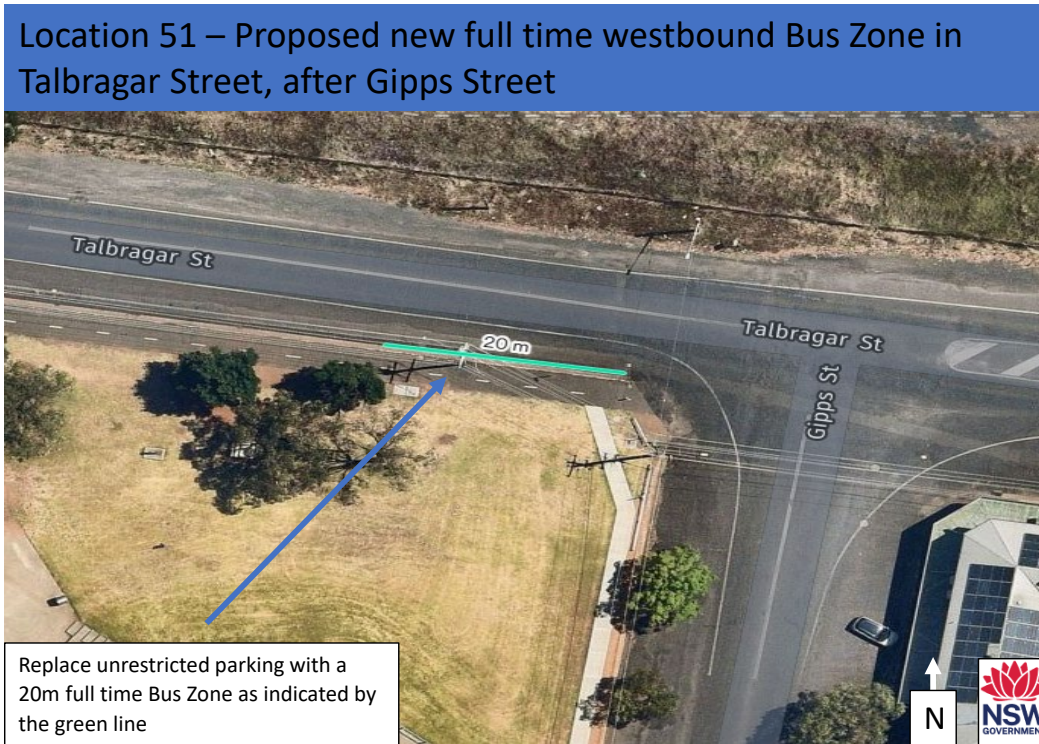 Location 51 – Proposed new full time westbound Bus Zone in
Talbragar Street, after Gipps Street
Talbragar St
20 m
Talbragar St
Gipps St
Replace unrestricted parking with a
20m full time Bus Zone as indicated by
the green line
N
NSW
GOVERNMENT